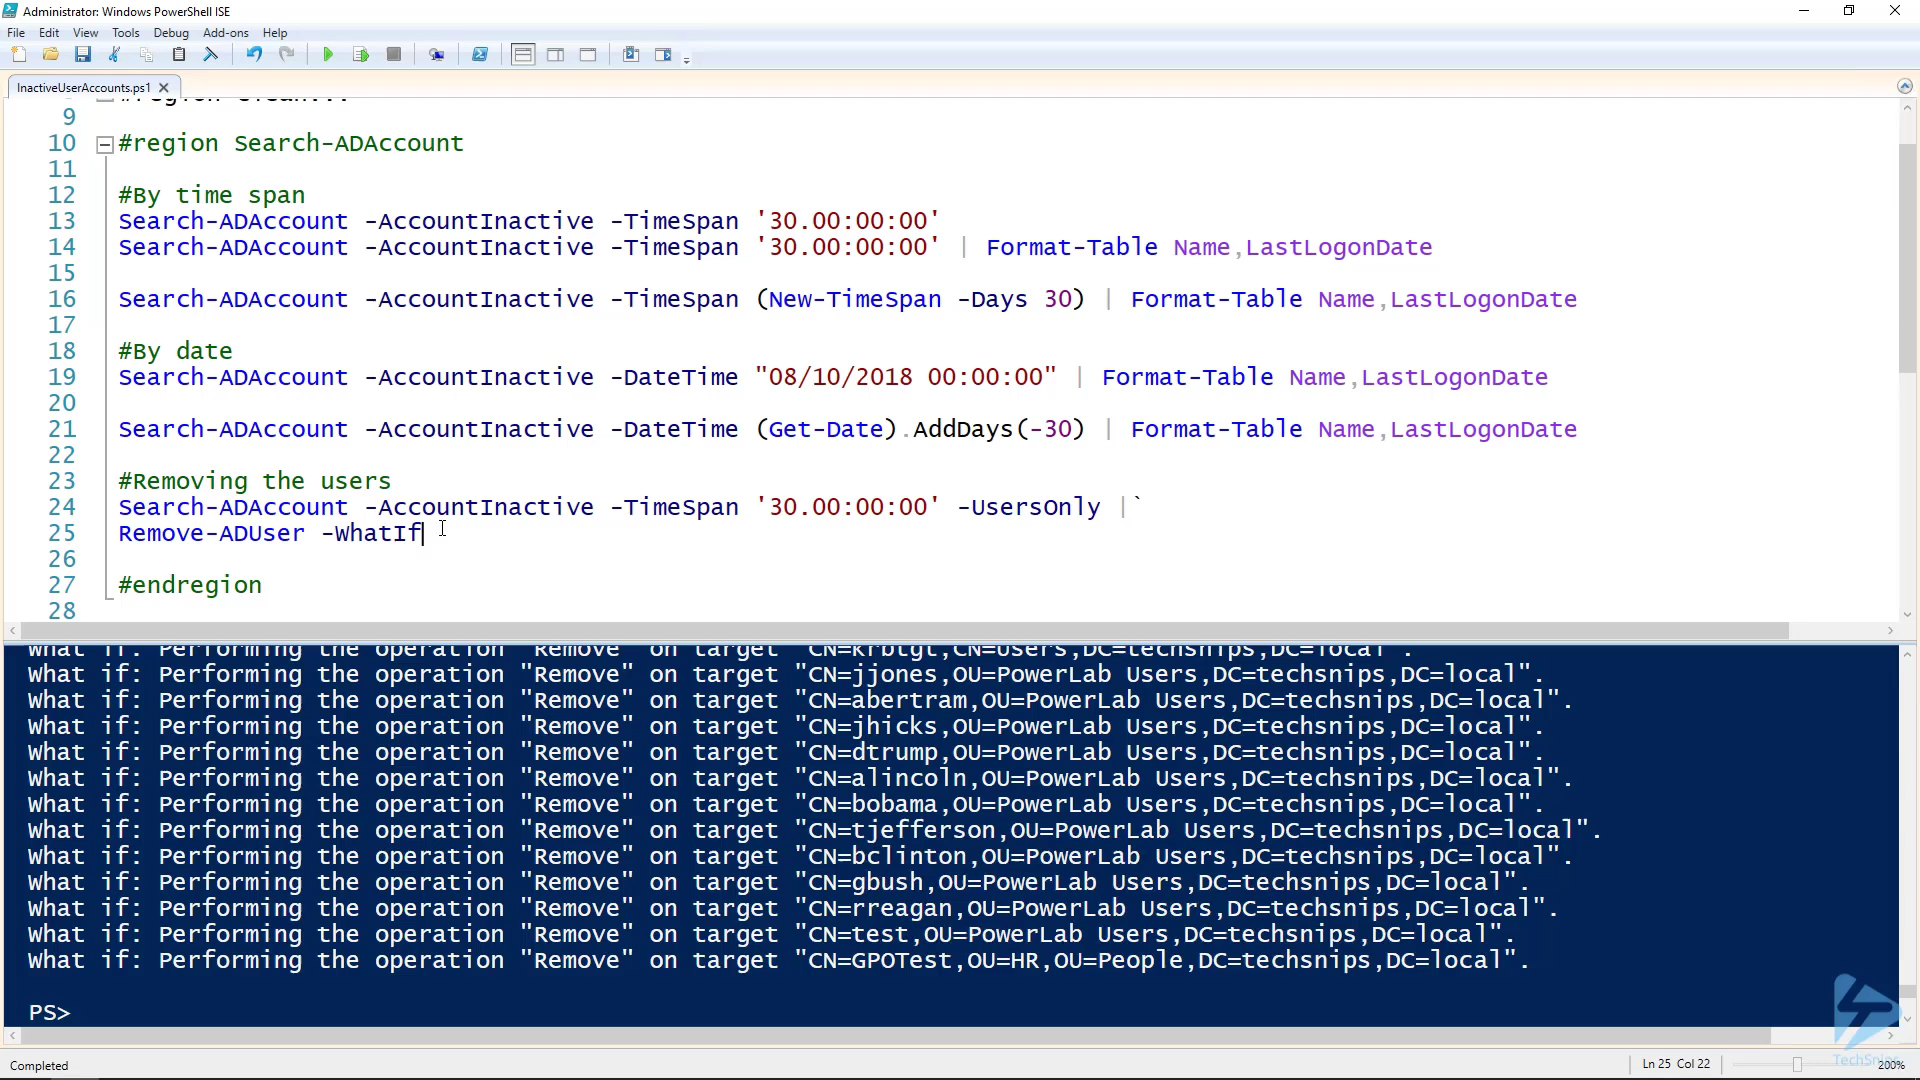 Administrator: Windows PowerShell ISE
File Edit View Tools Debug Add-ons Help
InactiveUserAccounts.ps1
9
10 #region Search-ADAccount
11
12 #By time span
13 Search-ADAccount -AccountInactive -TimeSpan '30.00:00:00'
14 Search-ADAccount -AccountInactive -TimeSpan '30.00:00:00' | Format-Table Name,LastLogonDate
15
16 Search-ADAccount -AccountInactive -TimeSpan (New-TimeSpan -Days 30) | Format-Table Name,LastLogonDate
17
18 #By date
19 Search-ADAccount -AccountInactive -DateTime "08/10/2018 00:00:00" | Format-Table Name,LastLogonDate
20
21 Search-ADAccount -AccountInactive -DateTime (Get-Date).AddDays(-30) | Format-Table Name,LastLogonDate
22
23 #Removing the users
24 Search-ADAccount -AccountInactive -TimeSpan '30.00:00:00' -UsersOnly |`
25 Remove-ADUser -WhatIf
26
27 #endregion
28
What if: Performing the operation "Remove" on target "CN=krbtgt,CN=Users,DC=techsnips,DC=local".
What if: Performing the operation "Remove" on target "CN=jjones,OU=PowerLab Users,DC=techsnips,DC=local".
What if: Performing the operation "Remove" on target "CN=abertram,OU=PowerLab Users,DC=techsnips,DC=local".
What if: Performing the operation "Remove" on target "CN=jhicks,OU=PowerLab Users,DC=techsnips,DC=local".
What if: Performing the operation "Remove" on target "CN=dtrump,OU=PowerLab Users,DC=techsnips,DC=local".
What if: Performing the operation "Remove" on target "CN=alincoln,OU=PowerLab Users,DC=techsnips,DC=local".
What if: Performing the operation "Remove" on target "CN=bobama,OU=PowerLab Users,DC=techsnips,DC=local".
What if: Performing the operation "Remove" on target "CN=tjefferson,OU=PowerLab Users,DC=techsnips,DC=local".
What if: Performing the operation "Remove" on target "CN=bclinton,OU=PowerLab Users,DC=techsnips,DC=local".
What if: Performing the operation "Remove" on target "CN=gbush,OU=PowerLab Users,DC=techsnips,DC=local".
What if: Performing the operation "Remove" on target "CN=rreagan,OU=PowerLab Users,DC=techsnips,DC=local".
What if: Performing the operation "Remove" on target "CN=test,OU=PowerLab Users,DC=techsnips,DC=local".
What if: Performing the operation "Remove" on target "CN=GPOTest,OU=HR,OU=People,DC=techsnips,DC=local".
PS>
Completed
Ln 25 Col 22
200%